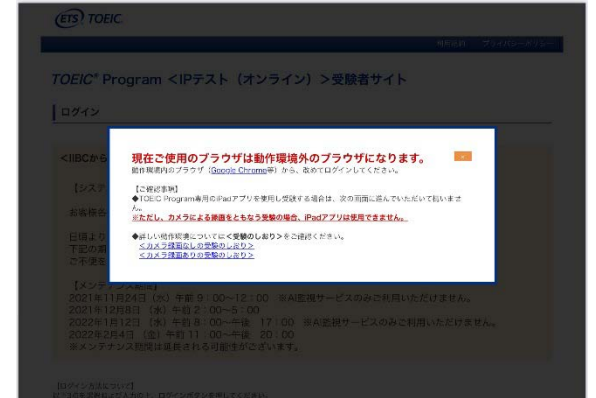 ETS TOEIC.
利用規約 プライバシーポリシー
TOEIC® Program <IPテスト（オンライン）>受験者サイト
ログイン
<IIBCから
現在ご使用のブラウザは動作環境外のブラウザになります。
動作環境内のブラウザ（Google Chrome等）から、改めてログインしてください。
【システ
【ご確認事項】
◆TOEIC Program専用のiPadアプリを使用し受験する場合は、次の画面に進んでいただいて構いませ
ん。
お客様各
※ただし、カメラによる録画をともなう受験の場合、iPadアプリは使用できません。
日頃より
◆詳しい動作環境については<受験のしおり>をご確認ください。
下記の期
<カメラ録画なしの受験のしおり>
ご不便を
<カメラ録画ありの受験のしおり>
【メンテナンス期間】
2021年11月24日（水）午前 9：00～12：00 ※AI監視サービスのみご利用いただけません。
2021年12月8日（水）午前 2：00～5：00
2022年1月12日（水）午前 8：00～午後 17：00 ※AI監視サービスのみご利用いただけません。
2022年2月4日（金）午前 11：00～午後 20：00
※メンテナンス期間は延長される可能性がございます。
【ログイン方法について】